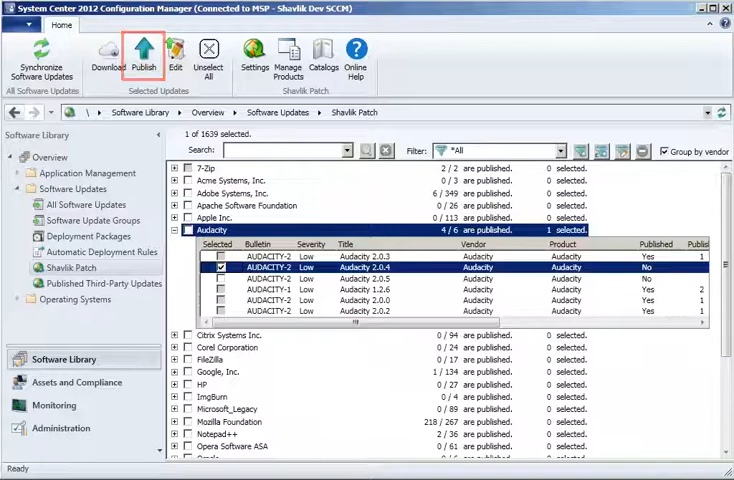 System Center 2012 Configuration Manager (Connected to MSP - Shavlik Dev SCCM)
Home
Synchronize Software Updates
Download
Publish
Edit
Unselect All
Settings
Manage Products
Catalogs
Online Help
All Software Updates
Selected Updates
Shavlik Patch
\ Software Library Overview Software Updates Shavlik Patch
Software Library
Overview
Application Management
Software Updates
All Software Updates
Software Update Groups
Deployment Packages
Automatic Deployment Rules
Shavlik Patch
Published Third-Party Updates
Operating Systems
Software Library
Assets and Compliance
Monitoring
Administration
1 of 1639 selected.
Search: Filter: *All Group by vendor
7-Zip 2 / 2 are published. 0 selected.
Acme Systems, Inc. 0 / 3 are published. 0 selected.
Adobe Systems, Inc. 6 / 349 are published. 0 selected.
Apache Software Foundation 0 / 26 are published. 0 selected.
Apple Inc. 0 / 113 are published. 0 selected.
Audacity 4 / 6 are published. 1 selected.
Selected Bulletin Severity Title Vendor Product Published Publis
AUDACITY-2 Low Audacity 2.0.3 Audacity Audacity Yes 1
AUDACITY-2 Low Audacity 2.0.4 Audacity Audacity No
AUDACITY-2 Low Audacity 2.0.5 Audacity Audacity No
AUDACITY-1 Low Audacity 1.2.6 Audacity Audacity Yes 2
AUDACITY-2 Low Audacity 2.0.0 Audacity Audacity Yes 1
AUDACITY-2 Low Audacity 2.0.2 Audacity Audacity Yes 1
Citrix Systems Inc. 0 / 94 are published. 0 selected.
Corel Corporation 0 / 24 are published. 0 selected.
FileZilla 0 / 17 are published. 0 selected.
Google, Inc. 1 / 134 are published. 0 selected.
HP 0 / 27 are published. 0 selected.
ImgBurn 0 / 4 are published. 0 selected.
Microsoft_Legacy 0 / 89 are published. 0 selected.
Mozilla Foundation 218 / 267 are published. 0 selected.
Notepad++ 2 / 36 are published. 0 selected.
Opera Software ASA 0 / 61 are published. 0 selected.
Ready